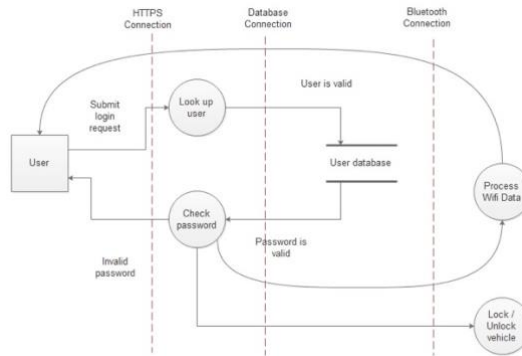 HTTPS
Connection
Database
Connection
Bluetooth
Connection
Submit
login
request
Look up
user
User is valid
User
User database
Process
Wifi Data
Check
password
Invalid
password
Password is
valid
Lock /
Unlock
vehicle